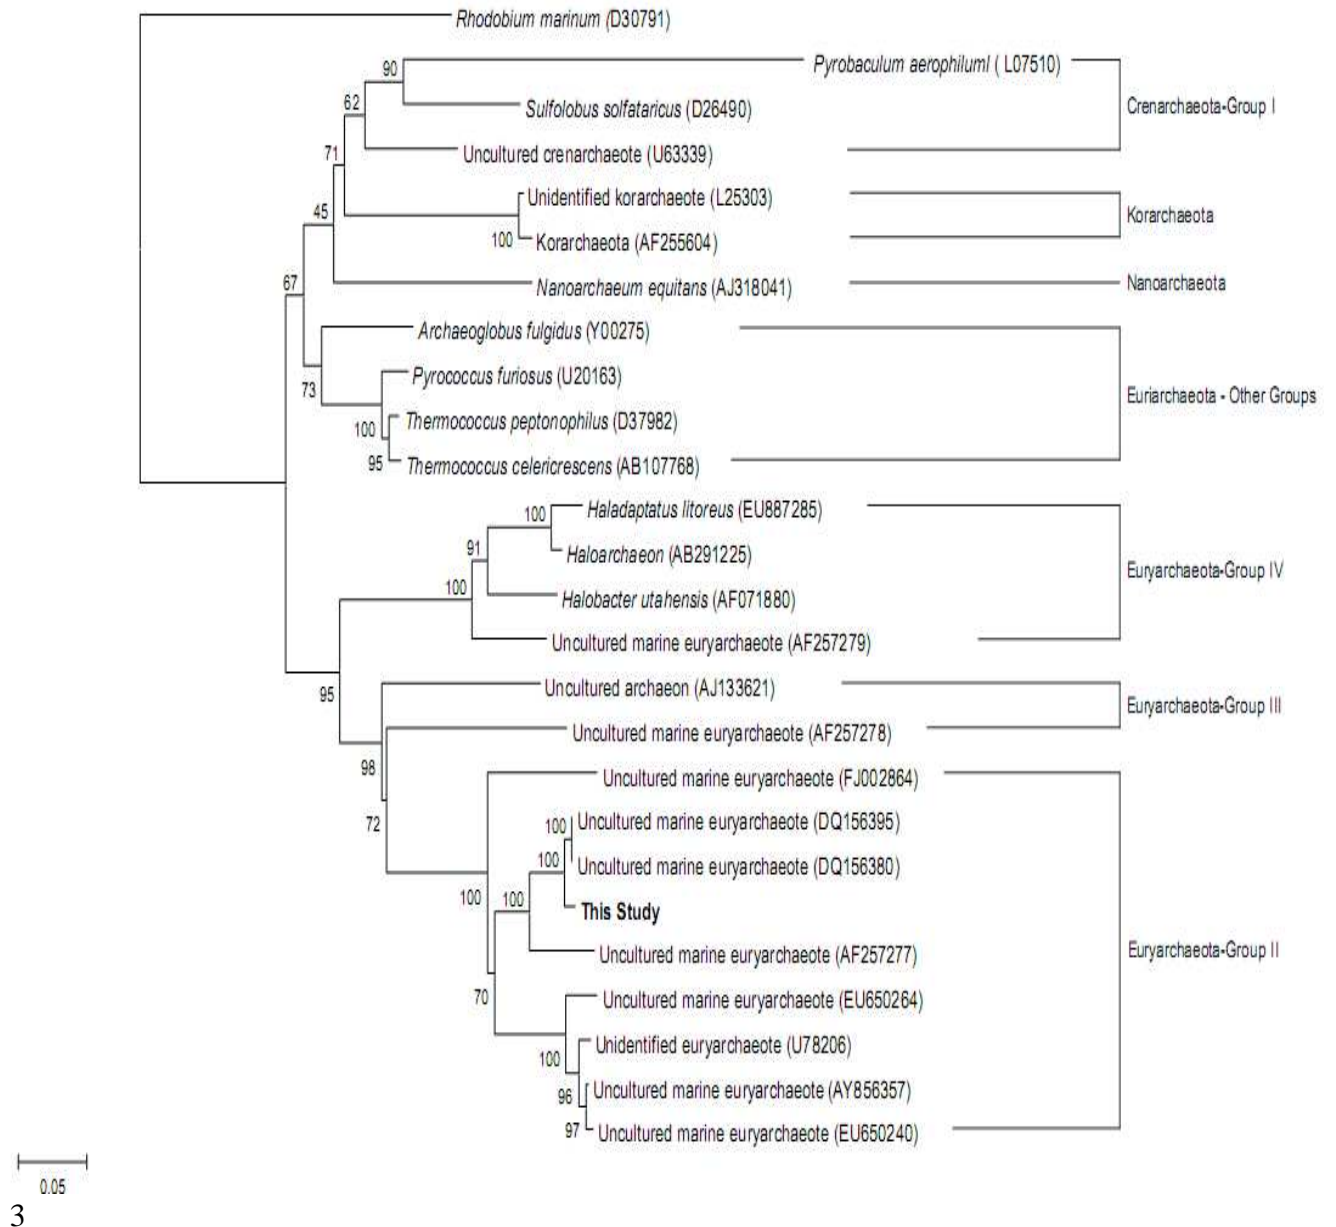 Rhodobium marinum (D30791)
90
Pyrobaculum aerophiluml ( L07510)
62
Sulfolobus solfataricus (D26490)
Crenarchaeota-Group I
71
Uncultured crenarchaeote (U63339)
Unidentified korarchaeote (L25303)
45
Korarchaeota
100
Korarchaeota (AF255604)
67
Nanoarchaeum equitans (AJ318041)
Nanoarchaeota
Archaeoglobus fulgidus (Y00275)
Pyrococcus furiosus (U20163)
73
Euriarchaeota - Other Groups
Thermococcus peptonophilus (D37982)
100
95
Thermococcus celericrescens (AB107768)
Haladaptatus litoreus (EU887285)
100
91
Haloarchaeon (AB291225)
Euryarchaeota-Group IV
100
Halobacter utahensis (AF071880)
Uncultured marine euryarchaeote (AF257279)
95
Uncultured archaeon (AJ133621)
Euryarchaeota-Group III
Uncultured marine euryarchaeote (AF257278)
98
Uncultured marine euryarchaeote (FJ002864)
72
100
Uncultured marine euryarchaeote (DQ156395)
100
Uncultured marine euryarchaeote (DQ156380)
100
100
This Study
Uncultured marine euryarchaeote (AF257277)
Euryarchaeota-Group II
70
Uncultured marine euryarchaeote (EU650264)
Unidentified euryarchaeote (U78206)
100
96
Uncultured marine euryarchaeote (AY856357)
97
Uncultured marine euryarchaeote (EU650240)
0.05
3